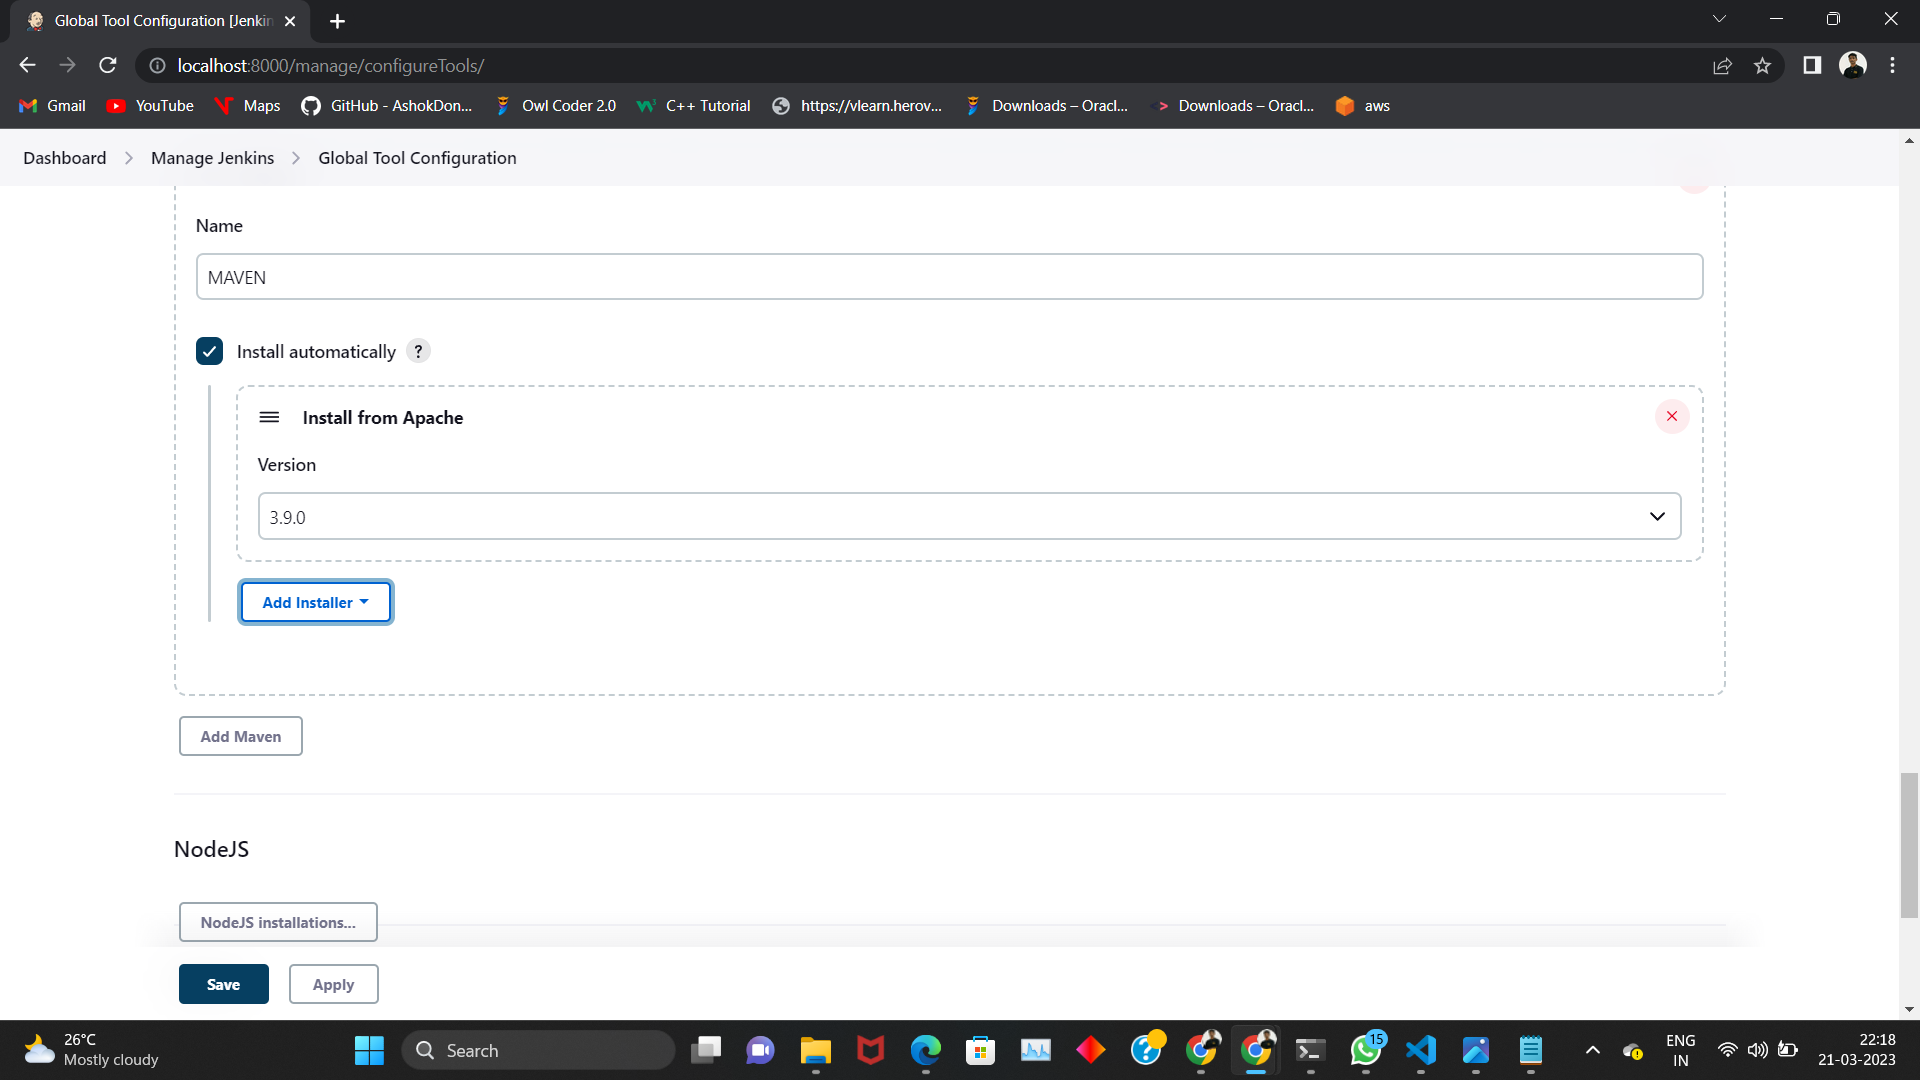 Global Tool Configuration [Jenkin
localhost:8000/manage/configureTools/
Gmail YouTube Maps GitHub - AshokDon... Owl Coder 2.0 C++ Tutorial https://vlearn.herov... Downloads – Oracl... Downloads – Oracl... aws
Dashboard Manage Jenkins Global Tool Configuration
Name
MAVEN
Install automatically ?
Install from Apache
Version
3.9.0
Add Installer
Add Maven
NodeJS
NodeJS installations...
Save Apply
26°C
Mostly cloudy
Search
15
ENG
IN
22:18
21-03-2023